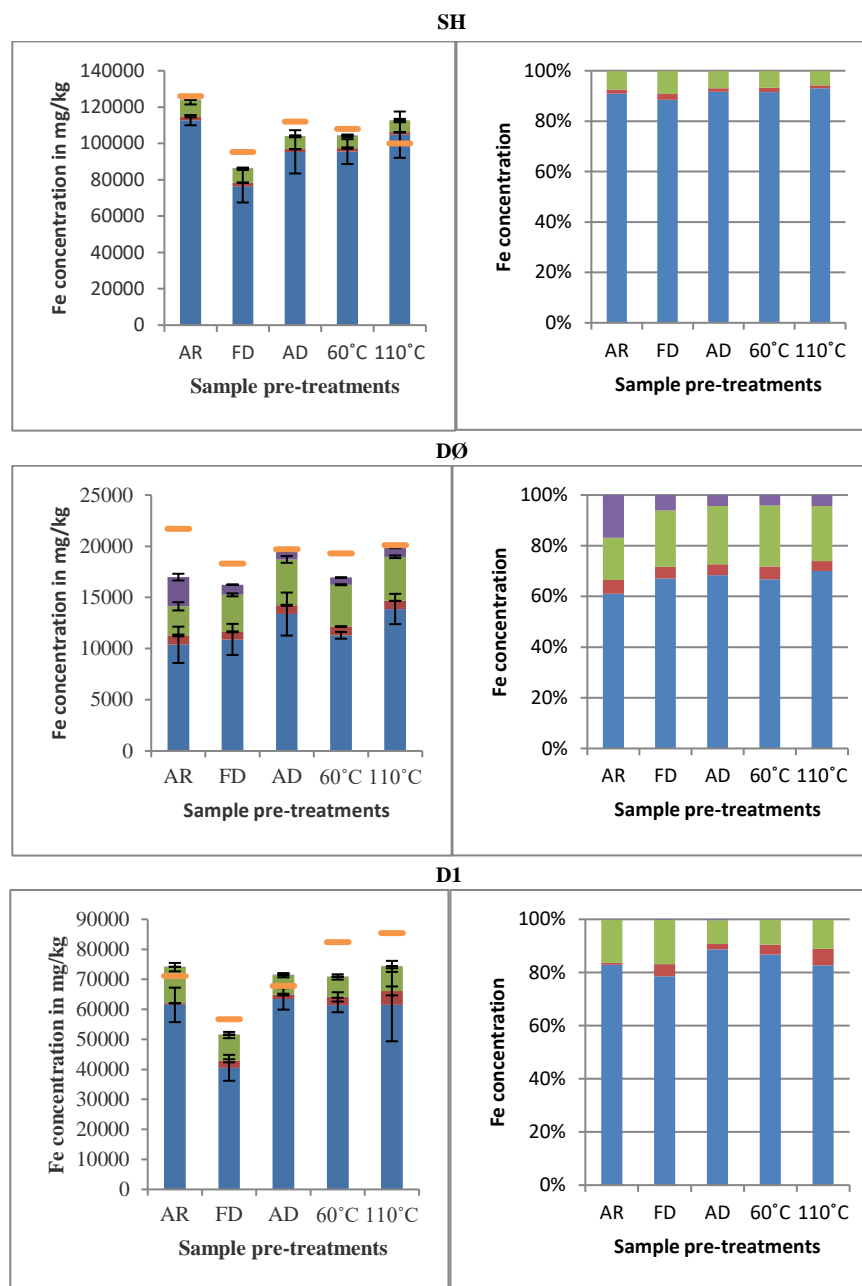 SH
Fe concentration in mg/kg
140000
120000
100000
80000
60000
40000
20000
0
AR FD AD 60˚C 110˚C
Sample pre-treatments
Fe concentration
100%
80%
60%
40%
20%
0%
AR FD AD 60˚C 110˚C
Sample pre-treatments
DØ
Fe concentration in mg/kg
25000
20000
15000
10000
5000
0
AR FD AD 60˚C 110˚C
Sample pre-treatments
Fe concentration
100%
80%
60%
40%
20%
0%
AR FD AD 60˚C 110˚C
Sample pre-treatments
D1
Fe concentration in mg/kg
90000
80000
70000
60000
50000
40000
30000
20000
10000
0
AR FD AD 60˚C 110˚C
Sample pre-treatments
Fe concentration
100%
80%
60%
40%
20%
0%
AR FD AD 60˚C 110˚C
Sample pre-treatments